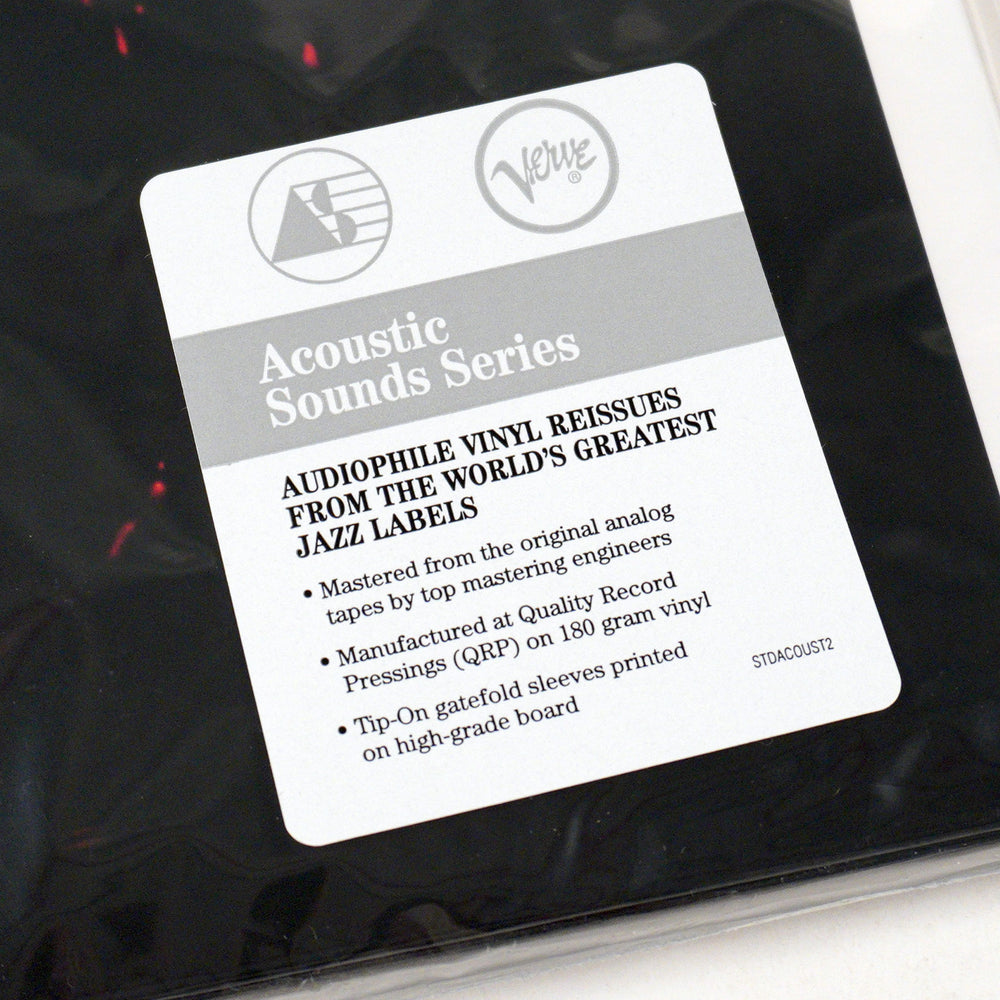 AS
Verve®
Acoustic
Sounds Series
AUDIOPHILE VINYL REISSUES
FROM THE WORLD'S GREATEST
JAZZ LABELS
• Mastered from the original analog
tapes by top mastering engineers
• Manufactured at Quality Record
Pressings (QRP) on 180 gram vinyl
• Tip-On gatefold sleeves printed
on high-grade board
STDACOUST2